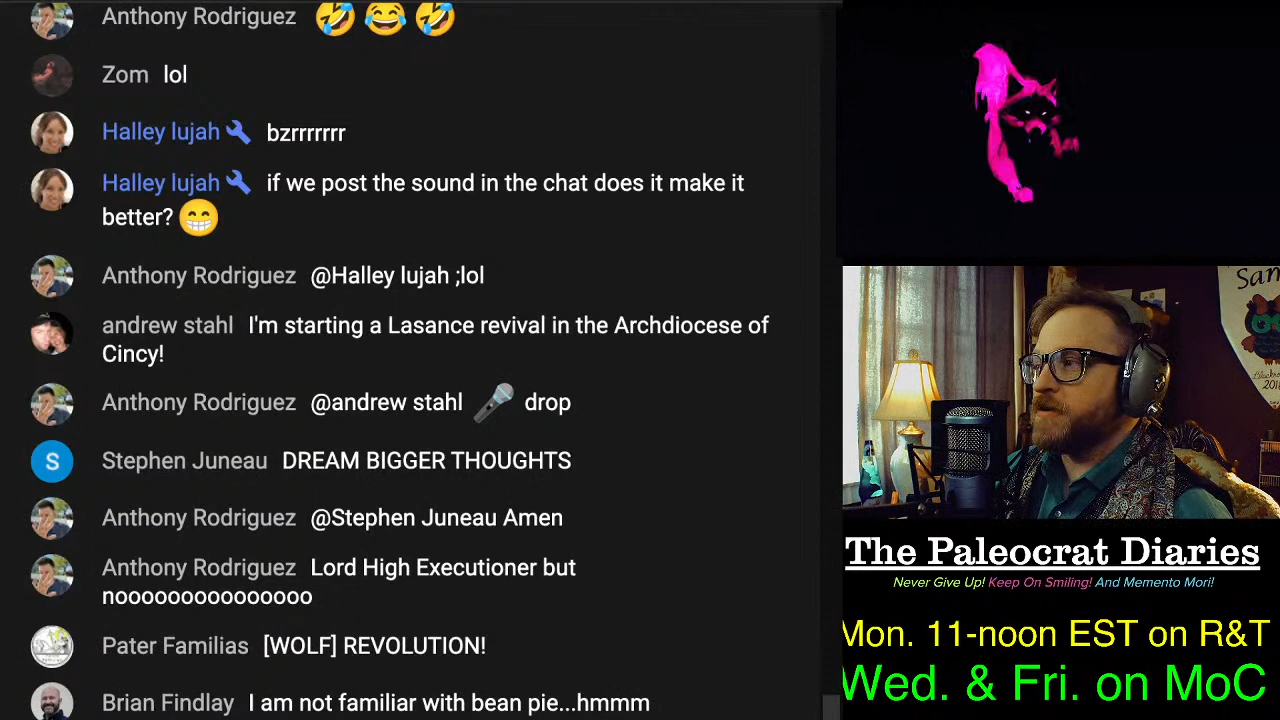 Anthony Rodriguez 🤣😂🤣
Zom lol
Halley lujah bzrrrrrrr
Halley lujah if we post the sound in the chat does it make it
better? 😁
Anthony Rodriguez @Halley lujah ;lol
andrew stahl I'm starting a Lasance revival in the Archdiocese of
Cincy!
Anthony Rodriguez @andrew stahl 🎤 drop
S
Stephen Juneau DREAM BIGGER THOUGHTS
Anthony Rodriguez @Stephen Juneau Amen
Anthony Rodriguez Lord High Executioner but
nooooooooooooooo
Pater Familias [WOLF] REVOLUTION!
Brian Findlay I am not familiar with bean pie...hmmm
The Paleocrat Diaries
Never Give Up! Keep On Smiling! And Memento Mori!
Mon. 11-noon EST on R&T
Wed. & Fri. on MoC